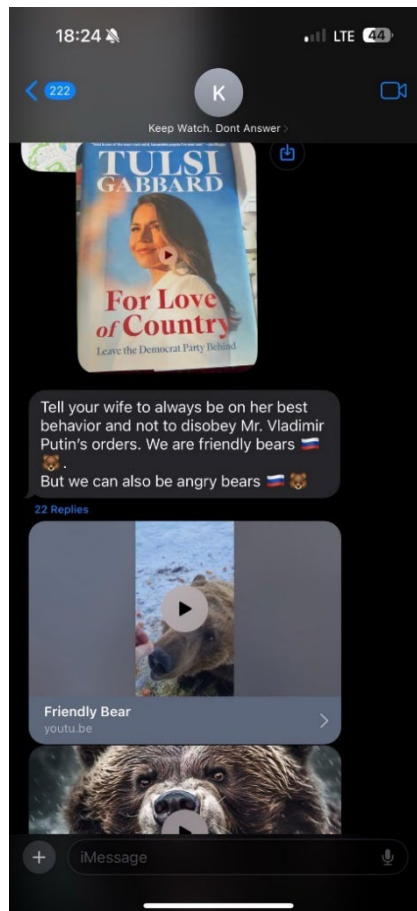 18:24
LTE 44
222
K
Keep Watch. Dont Answer
TULSI
GABBARD
For Love
of Country
Leave the Democrat Party Behind
Tell your wife to always be on her best
behavior and not to disobey Mr. Vladimir
Putin's orders. We are friendly bears 🇷🇺
🐻 .
But we can also be angry bears 🇷🇺 🐻
22 Replies
Friendly Bear
youtu.be
iMessage